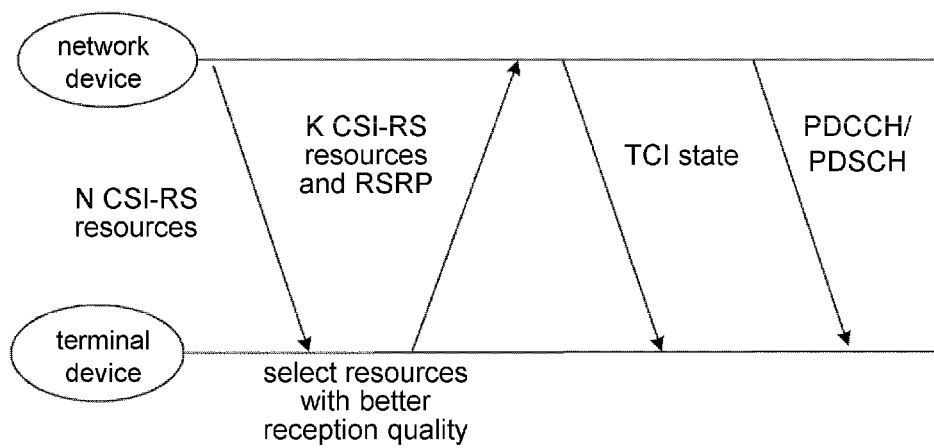 network
device
N CSI-RS
resources
K CSI-RS
resources
and RSRP
TCI state
PDCCH/
PDSCH
terminal
device
select resources
with better
reception quality